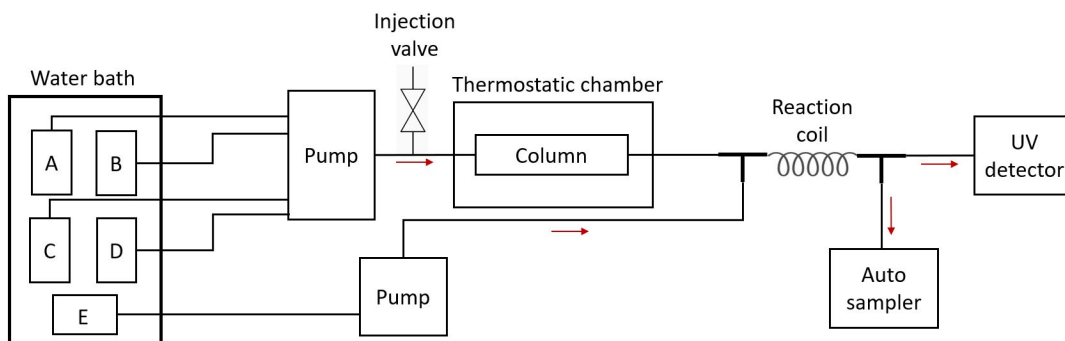 Injection
valve
Water bath
Thermostatic chamber
Reaction
coil
A
B
Pump
Column
UV
detector
C
D
E
Pump
Auto
sampler